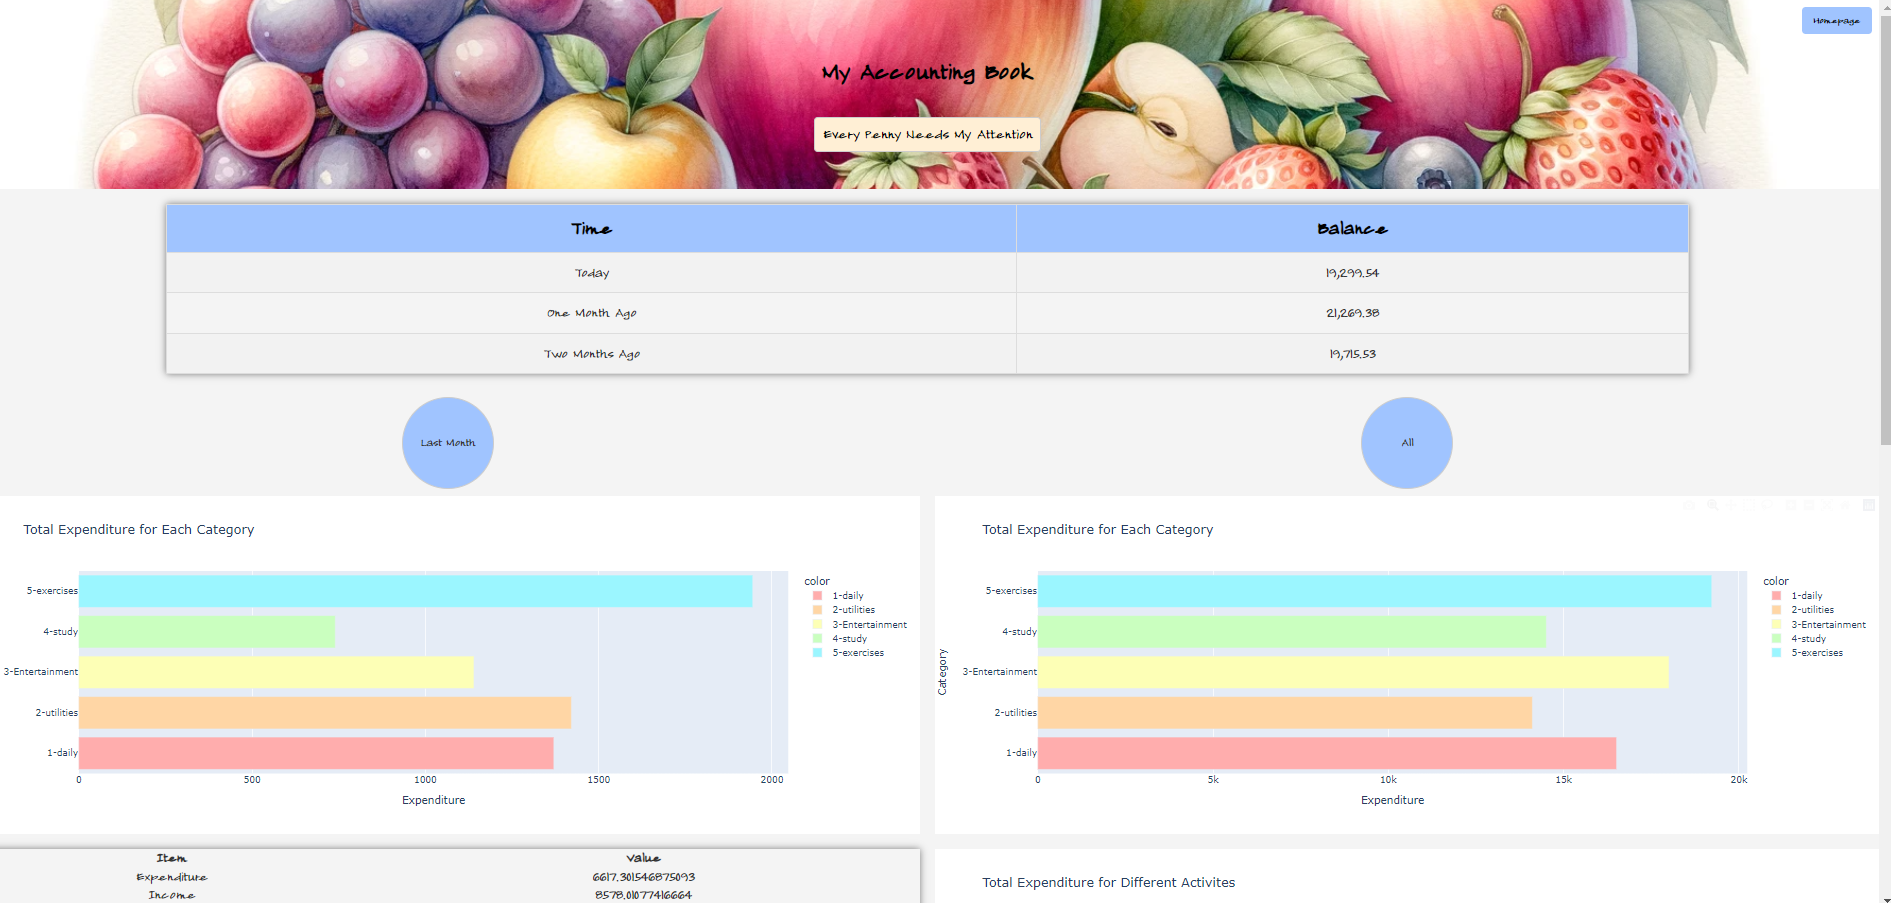 Homepage
My Accounting Book
Every Penny Needs My Attention
Time Balance
Today 19,299.54
One Month Ago 21,269.38
Two Months Ago 19,715.53
Last Month
All
Total Expenditure for Each Category
5-exercises
4-study
3-Entertainment
2-utilities
1-daily
0 500 1000 1500 2000
Expenditure
color
1-daily
2-utilities
3-Entertainment
4-study
5-exercises
Total Expenditure for Each Category
Category
5-exercises
4-study
3-Entertainment
2-utilities
1-daily
0 5k 10k 15k 20k
Expenditure
color
1-daily
2-utilities
3-Entertainment
4-study
5-exercises
Item Value
Expenditure 6617.301546875093
Income 8578.01077416664
Total Expenditure for Different Activites